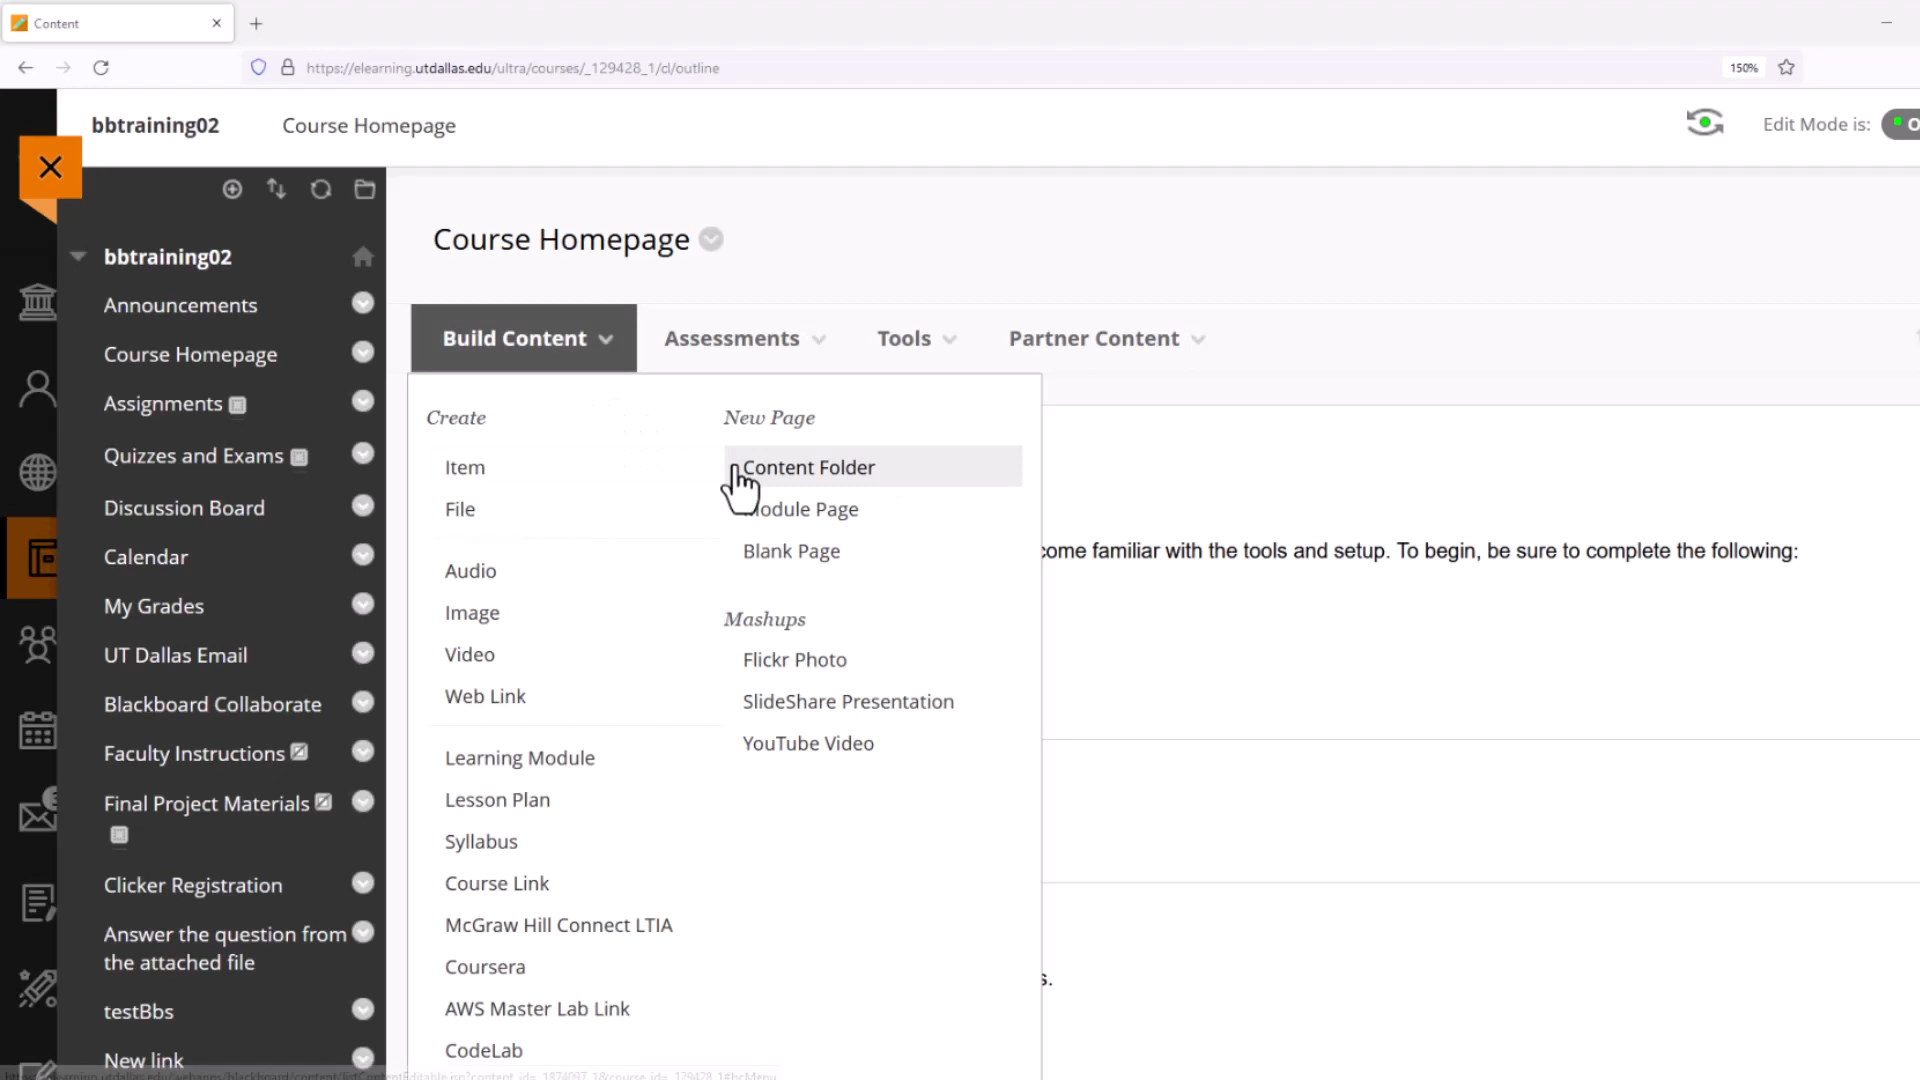 Content
https://elearning.utdallas.edu/ultra/courses/_129428_1/cl/outline
150%
bbtraining02
Course Homepage
Edit Mode is:
bbtraining02
Announcements
Course Homepage
Assignments
Quizzes and Exams
Discussion Board
Calendar
My Grades
UT Dallas Email
Blackboard Collaborate
Faculty Instructions
Final Project Materials
Clicker Registration
Answer the question from
the attached file
testBbs
New link
Course Homepage
Build Content
Assessments
Tools
Partner Content
Create
Item
File
Audio
Image
Video
Web Link
Learning Module
Lesson Plan
Syllabus
Course Link
McGraw Hill Connect LTIA
Coursera
AWS Master Lab Link
CodeLab
New Page
Content Folder
Module Page
Blank Page
Mashups
Flickr Photo
SlideShare Presentation
YouTube Video
come familiar with the tools and setup. To begin, be sure to complete the following:
s.